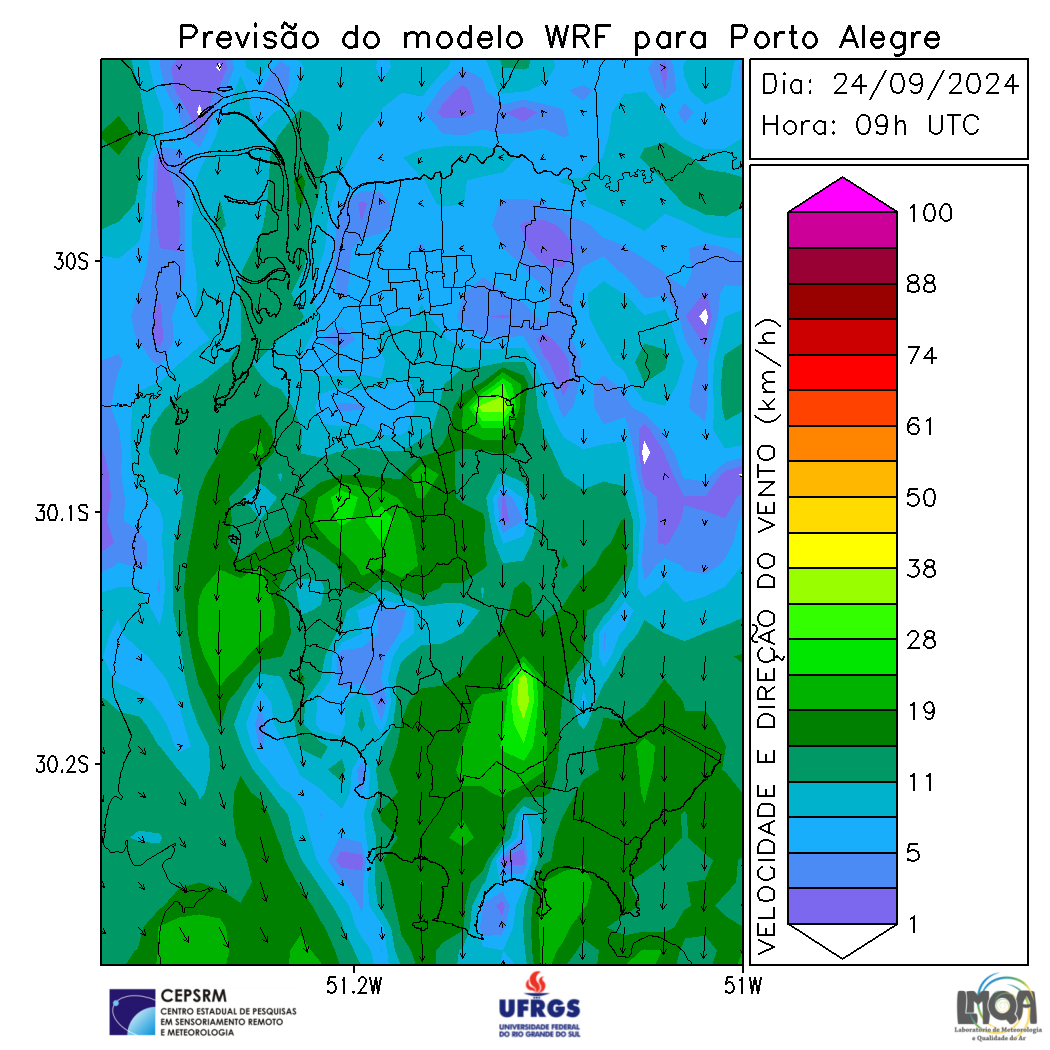 Previsão do modelo WRF para Porto Alegre
Dia: 24/09/2024
Hora: 09h UTC
30S
30.1S
30.2S
51.2W
51W
VELOCIDADE E DIREÇÃO DO VENTO (km/h)
100
88
74
61
50
38
28
19
11
5
1
CEPSRM
CENTRO ESTADUAL DE PESQUISAS
EM SENSORIAMENTO REMOTO
E METEOROLOGIA
UFRGS
UNIVERSIDADE FEDERAL
DO RIO GRANDE DO SUL
LMQA
Laboratório de Meteorologia
e Qualidade do Ar